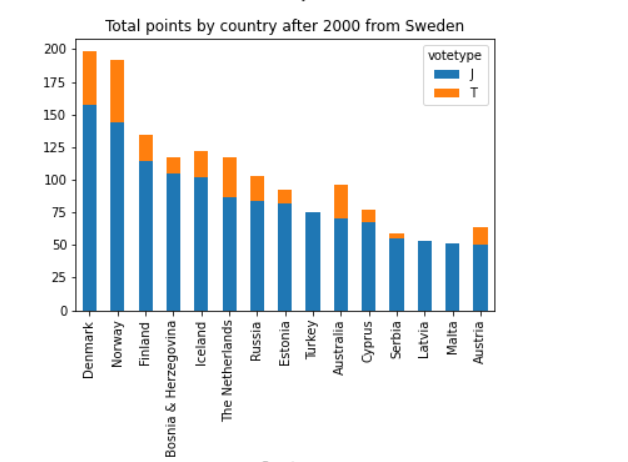 Total points by country after 2000 from Sweden
votetype
J
T
200
175
150
125
100
75
50
25
0
Denmark
Norway
Finland
Bosnia & Herzegovina
Iceland
The Netherlands
Russia
Estonia
Turkey
Australia
Cyprus
Serbia
Latvia
Malta
Austria